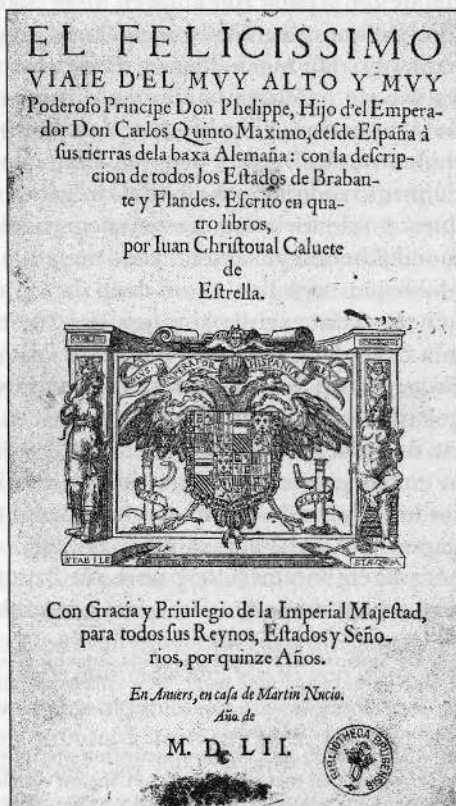 EL FELICISSIMO
VIAIE D'EL MVY ALTO Y MVY
Poderoſo Principe Don Phelippe, Hijo d'el Empera-
dor Don Carlos Quinto Maximo, deſde Eſpaña à
ſus tierras dela baxa Alemaña: con la deſcrip-
cion de todos los Eſtados de Braban-
te y Flandes. Eſcrito en qua-
tro libros,
por Iuan Chriſtoual Caluete
de
Eſtrella.
IMPERATOR HISPANIAR
STABILE
Con Gracia y Priuilegio de la Imperial Majeſtad,
para todos ſus Reynos, Eſtados y Seño-
rios, por quinze Años.
En Anuers, en caſa de Martin Nucio.
Año. de
M. D. LII.
BIBLIOTHECA BRUGENSIS